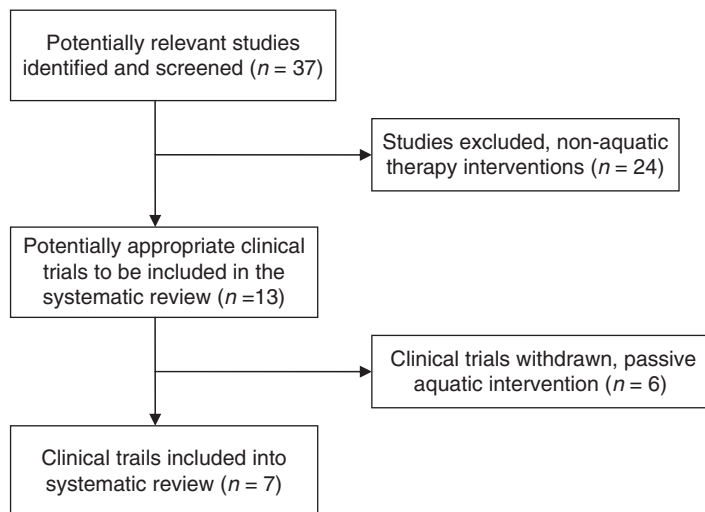 Potentially relevant studies
identified and screened (n = 37)
Studies excluded, non-aquatic
therapy interventions (n = 24)
Potentially appropriate clinical
trials to be included in the
systematic review (n =13)
Clinical trials withdrawn, passive
aquatic intervention (n = 6)
Clinical trails included into
systematic review (n = 7)